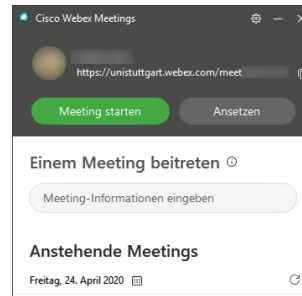 Cisco Webex Meetings
https://unistuttgart.webex.com/meet
Meeting starten
Ansetzen
Einem Meeting beitreten
Meeting-Informationen eingeben
Anstehende Meetings
Freitag, 24. April 2020